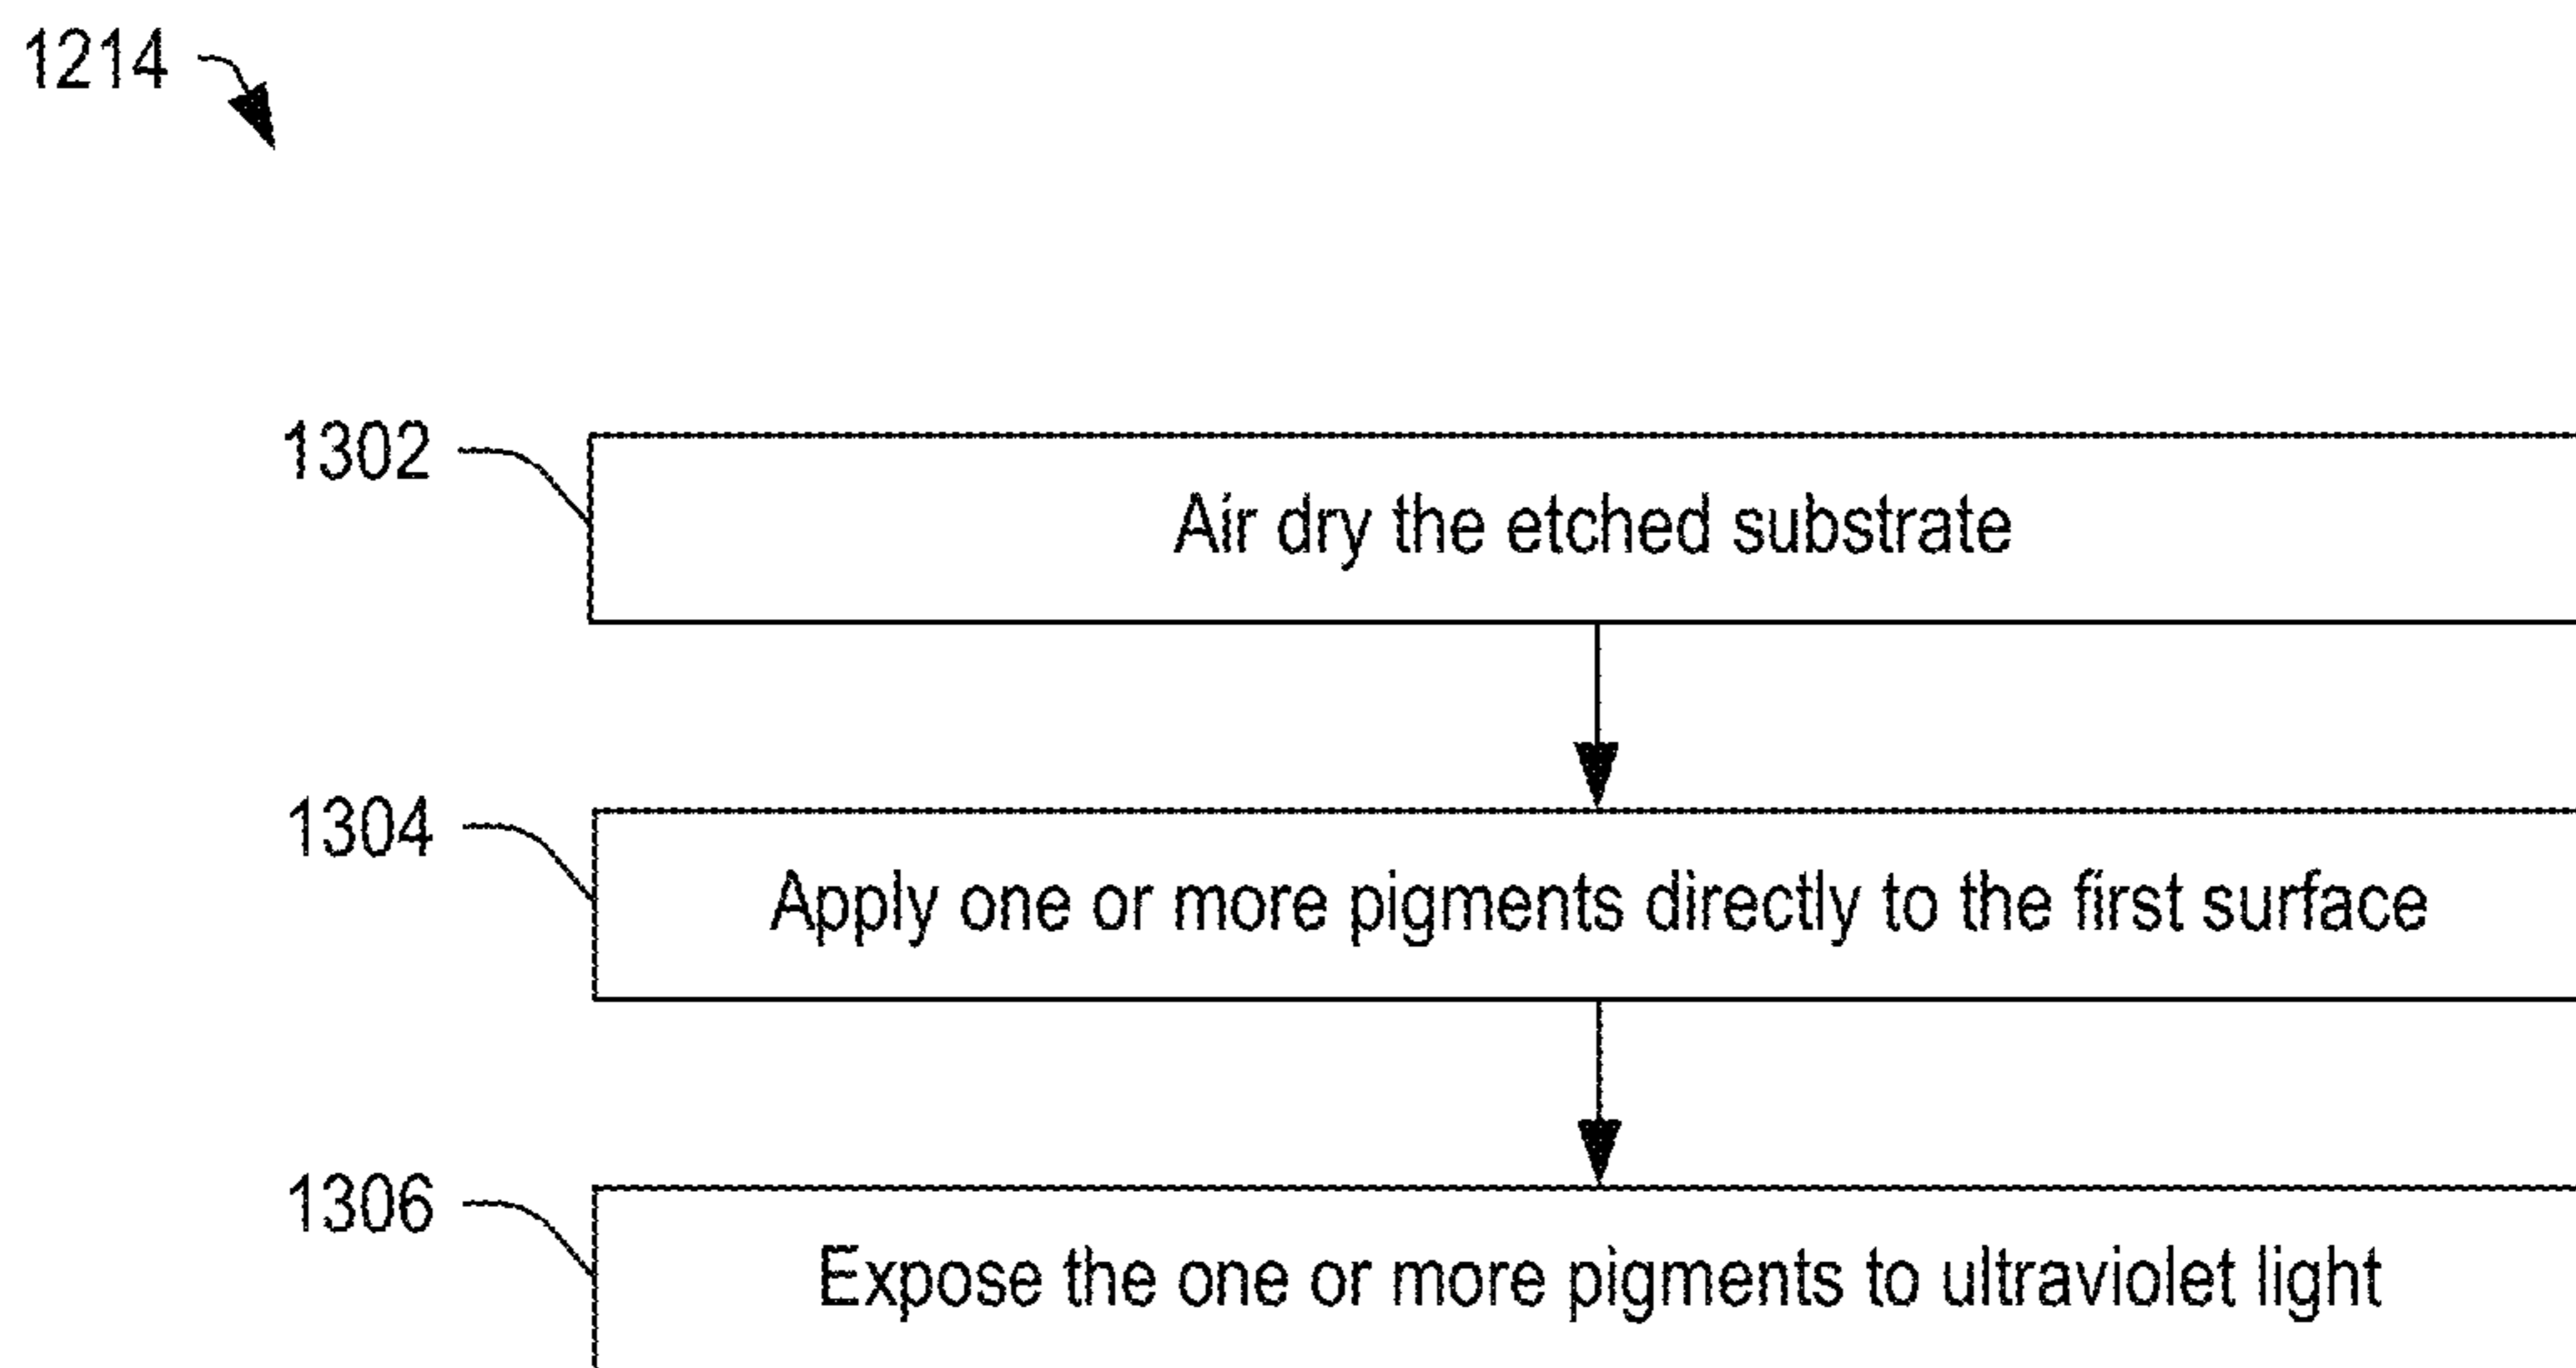 1214
1302
Air dry the etched substrate
1304
Apply one or more pigments directly to the first surface
1306
Expose the one or more pigments to ultraviolet light